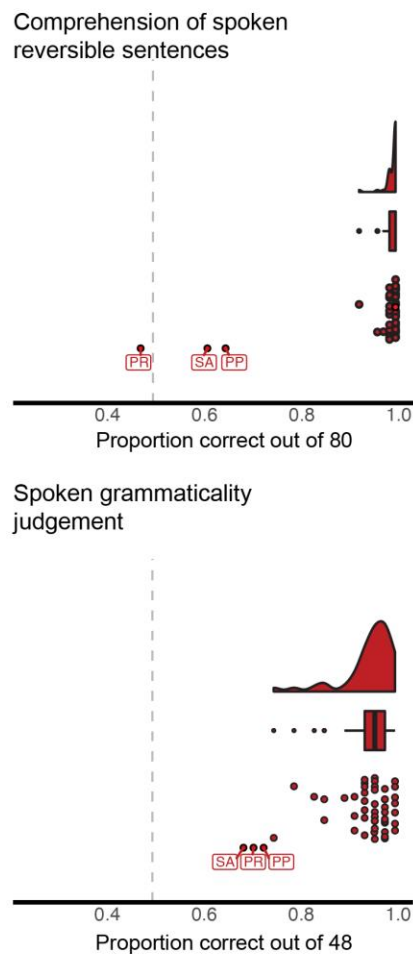 Comprehension of spoken
reversible sentences
PR SA PP
0.4 0.6 0.8 1.0
Proportion correct out of 80
Spoken grammaticality
judgement
SA PR PP
0.4 0.6 0.8 1.0
Proportion correct out of 48